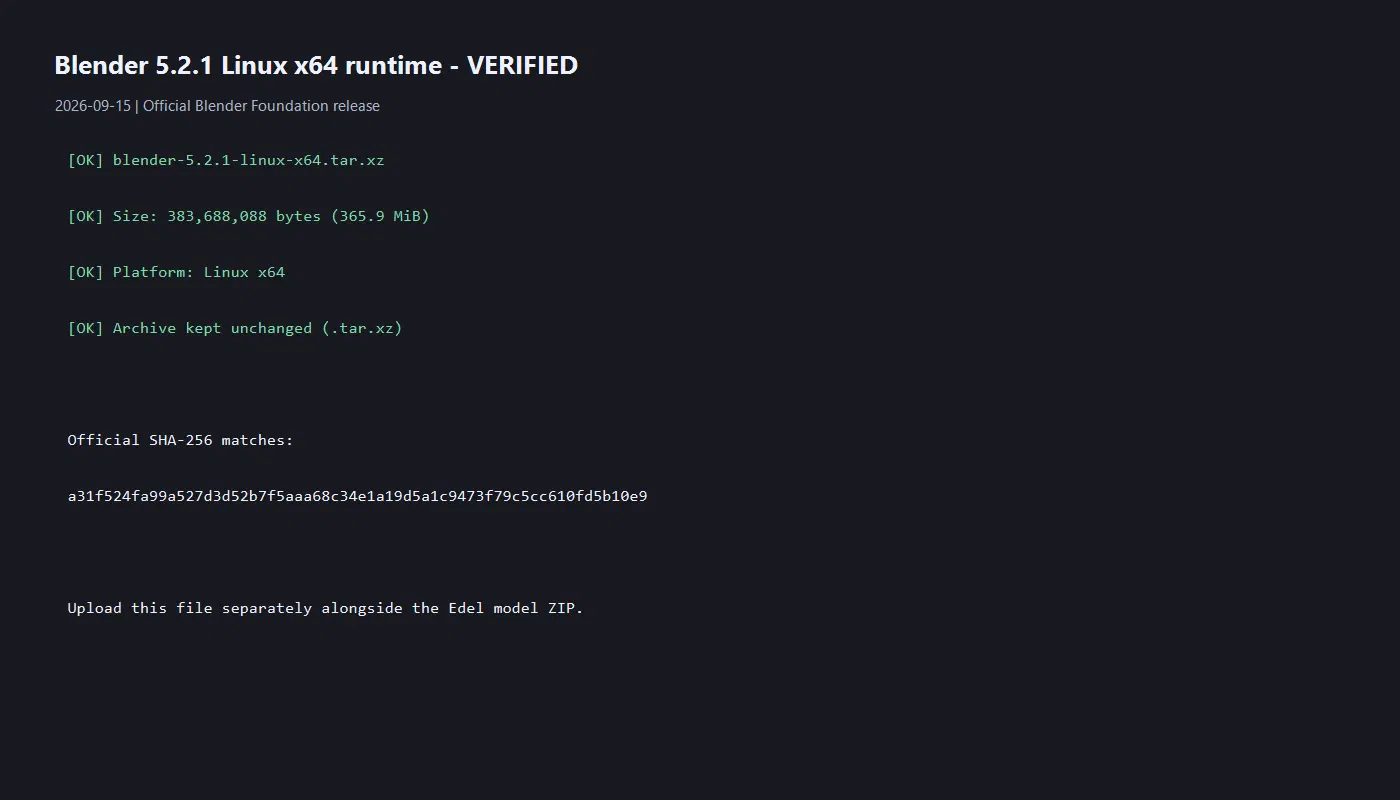 Blender 5.2.1 Linux x64 runtime - VERIFIED
2026-09-15 | Official Blender Foundation release
[OK] blender-5.2.1-linux-x64.tar.xz
[OK] Size: 383,688,088 bytes (365.9 MiB)
[OK] Platform: Linux x64
[OK] Archive kept unchanged (.tar.xz)
Official SHA-256 matches:
a31f524fa99a527d3d52b7f5aaa68c34e1a19d5a1c9473f79c5cc610fd5b10e9
Upload this file separately alongside the Edel model ZIP.